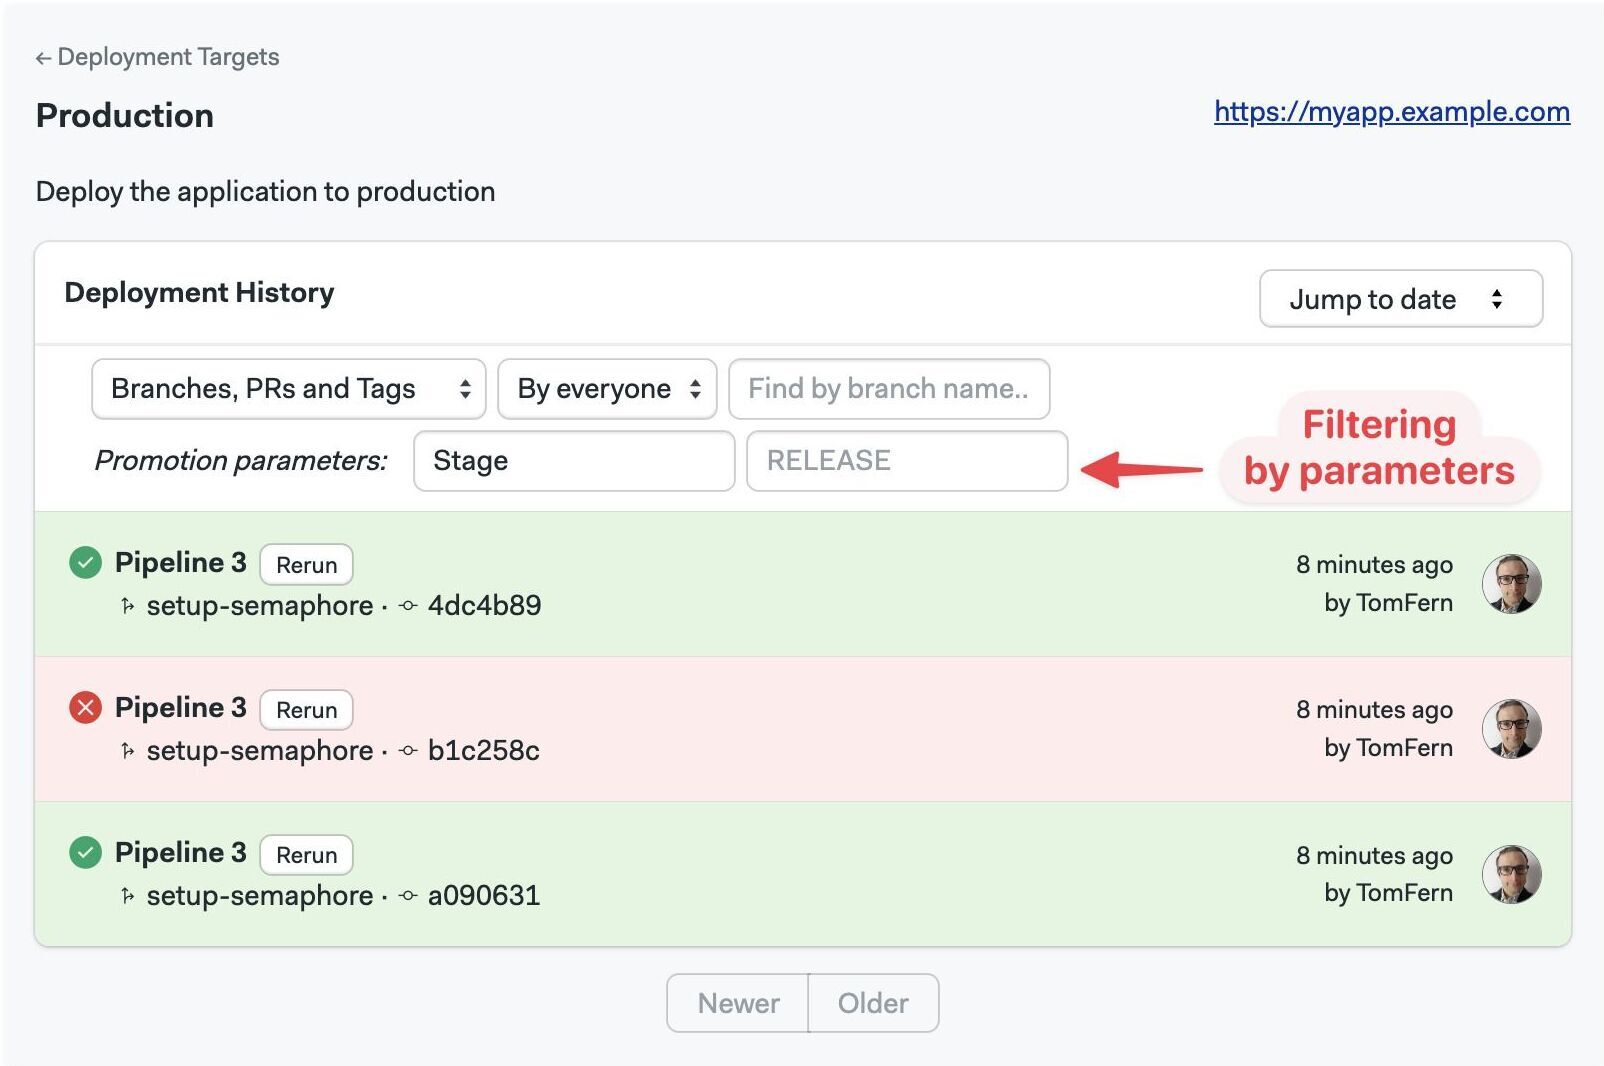 ← Deployment Targets
Production
https://myapp.example.com
Deploy the application to production
Deployment History
Jump to date
Branches, PRs and Tags
By everyone
Find by branch name..
Promotion parameters:
Stage
RELEASE
Filtering
by parameters
Pipeline 3
Rerun
setup-semaphore · 4dc4b89
8 minutes ago
by TomFern
Pipeline 3
Rerun
setup-semaphore · b1c258c
8 minutes ago
by TomFern
Pipeline 3
Rerun
setup-semaphore · a090631
8 minutes ago
by TomFern
Newer
Older